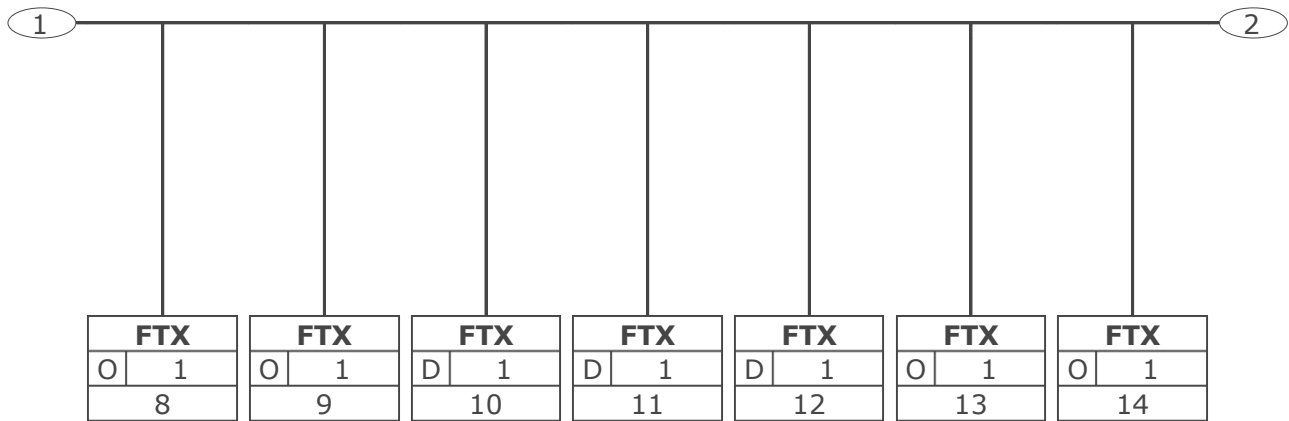 1 2
FTX FTX FTX FTX FTX FTX FTX
O 1 O 1 D 1 D 1 D 1 O 1 O 1
8 9 10 11 12 13 14